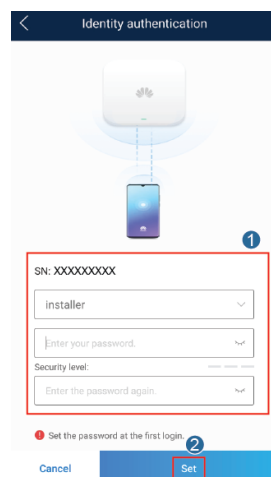 Identity authentication
1
SN: XXXXXXXXX
installer
Enter your password.
Security level:
Enter the password again.
Set the password at the first login.
2
Cancel
Set